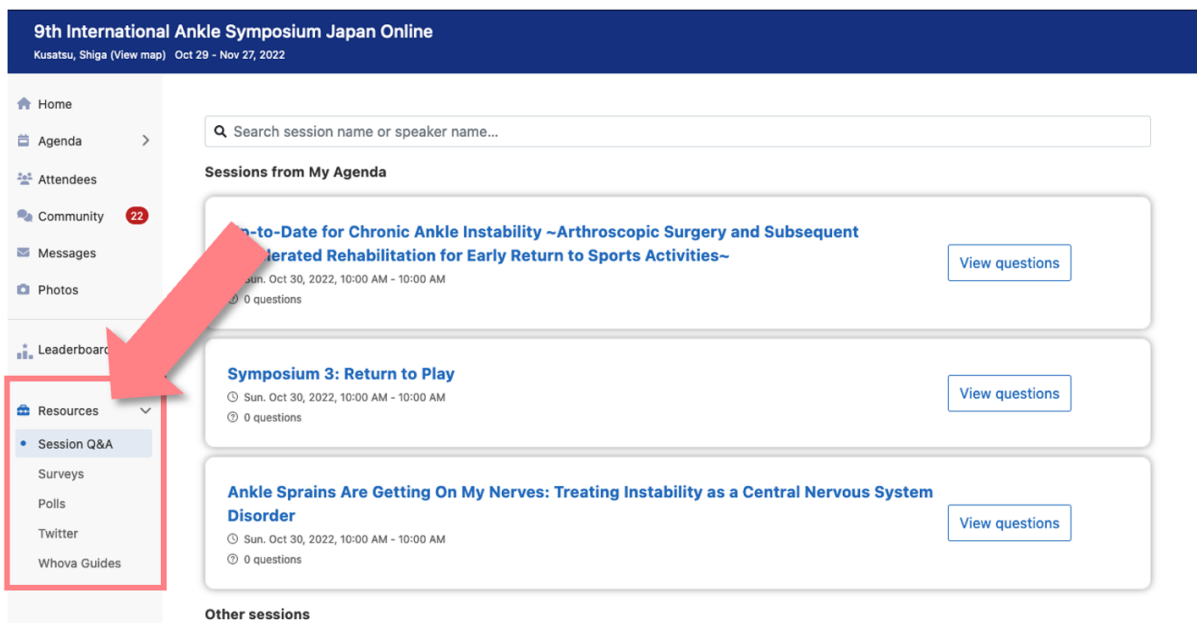 9th International Ankle Symposium Japan Online
Kusatsu, Shiga (View map) Oct 29 - Nov 27, 2022
Home
Agenda
Attendees
Community 22
Messages
Photos
Leaderboard
Resources
Session Q&A
Surveys
Polls
Twitter
Whova Guides
Search session name or speaker name...
Sessions from My Agenda
-to-Date for Chronic Ankle Instability ~Arthroscopic Surgery and Subsequent
lerated Rehabilitation for Early Return to Sports Activities~
Sun. Oct 30, 2022, 10:00 AM - 10:00 AM
0 questions
View questions
Symposium 3: Return to Play
Sun. Oct 30, 2022, 10:00 AM - 10:00 AM
0 questions
View questions
Ankle Sprains Are Getting On My Nerves: Treating Instability as a Central Nervous System
Disorder
Sun. Oct 30, 2022, 10:00 AM - 10:00 AM
0 questions
View questions
Other sessions